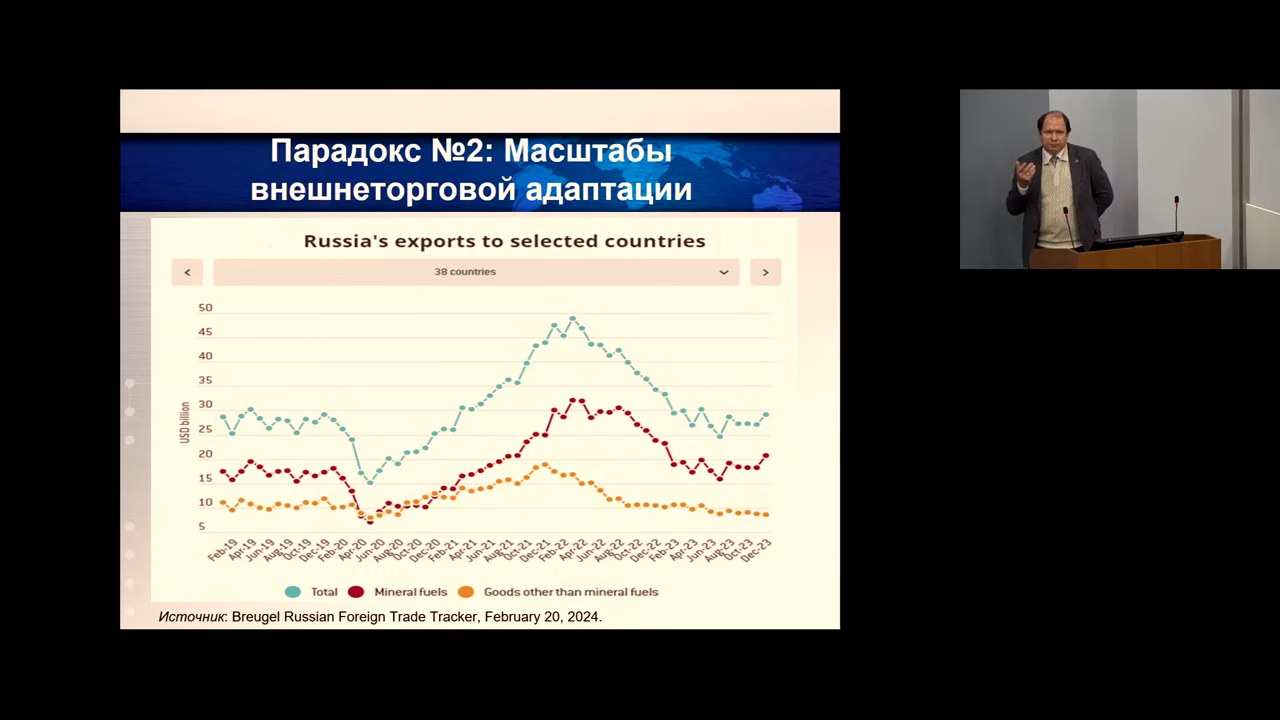 Парадокс №2: Масштабы
внешнеторговой адаптации
Russia's exports to selected countries
38 countries
50
45
40
35
30
25
20
15
10
5
USD billion
Feb-19 Apr-19 Jun-19 Aug-19 Oct-19 Dec-19 Feb-20 Apr-20 Jun-20 Aug-20 Oct-20 Dec-20 Feb-21 Apr-21 Jun-21 Aug-21 Oct-21 Dec-21 Feb-22 Apr-22 Jun-22 Aug-22 Oct-22 Dec-22 Feb-23 Apr-23 Jun-23 Aug-23 Oct-23 Dec-23
Total Mineral fuels Goods other than mineral fuels
Источник: Breugel Russian Foreign Trade Tracker, February 20, 2024.